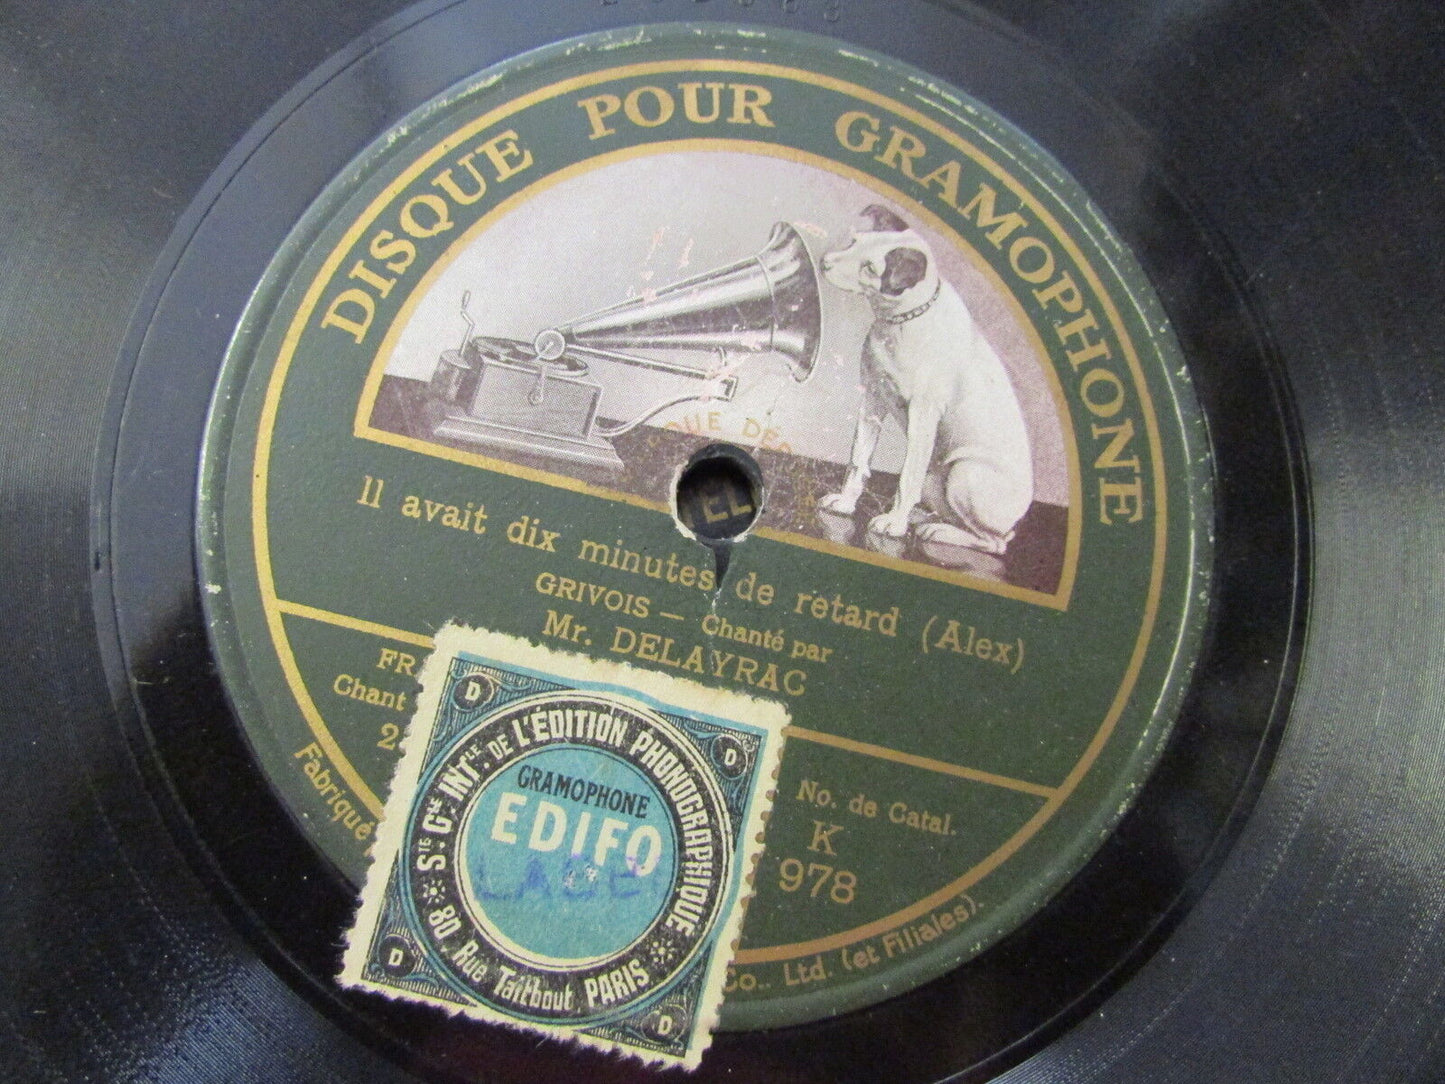 DISQUE POUR GRAMOPHONE
Il avait dix minutes de retard (Alex)
GRIVOIS — Chanté par
Mr. DELAYRAC
FR
Chant
2
No. de Catal.
K
978
Fabriqué
Co., Ltd. (et Filiales).
Sté. Gle. INTle. DE L'ÉDITION PHONOGRAPHIQUE
80 Rue Taitbout PARIS
GRAMOPHONE
EDIFO
D
D
D
D